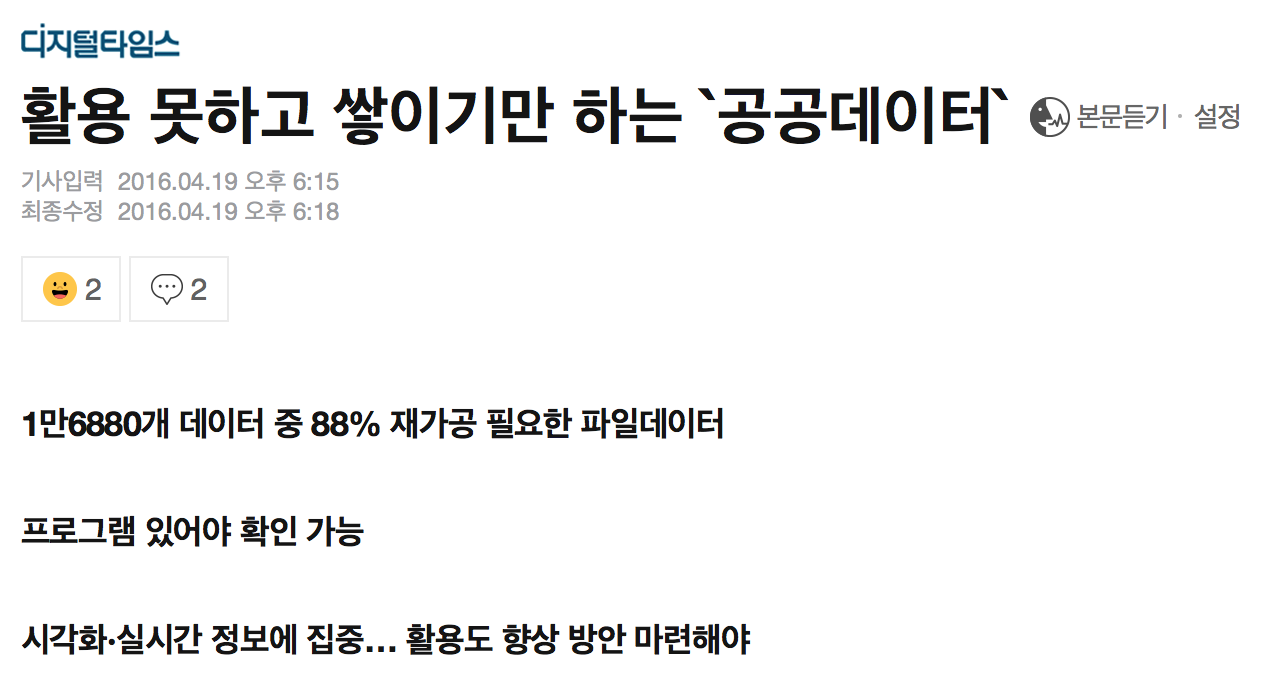 디지털타임스
활용 못하고 쌓이기만 하는 `공공데이터` 본문듣기 · 설정
기사입력 2016.04.19 오후 6:15
최종수정 2016.04.19 오후 6:18
2 2
1만6880개 데이터 중 88% 재가공 필요한 파일데이터
프로그램 있어야 확인 가능
시각화·실시간 정보에 집중… 활용도 향상 방안 마련해야